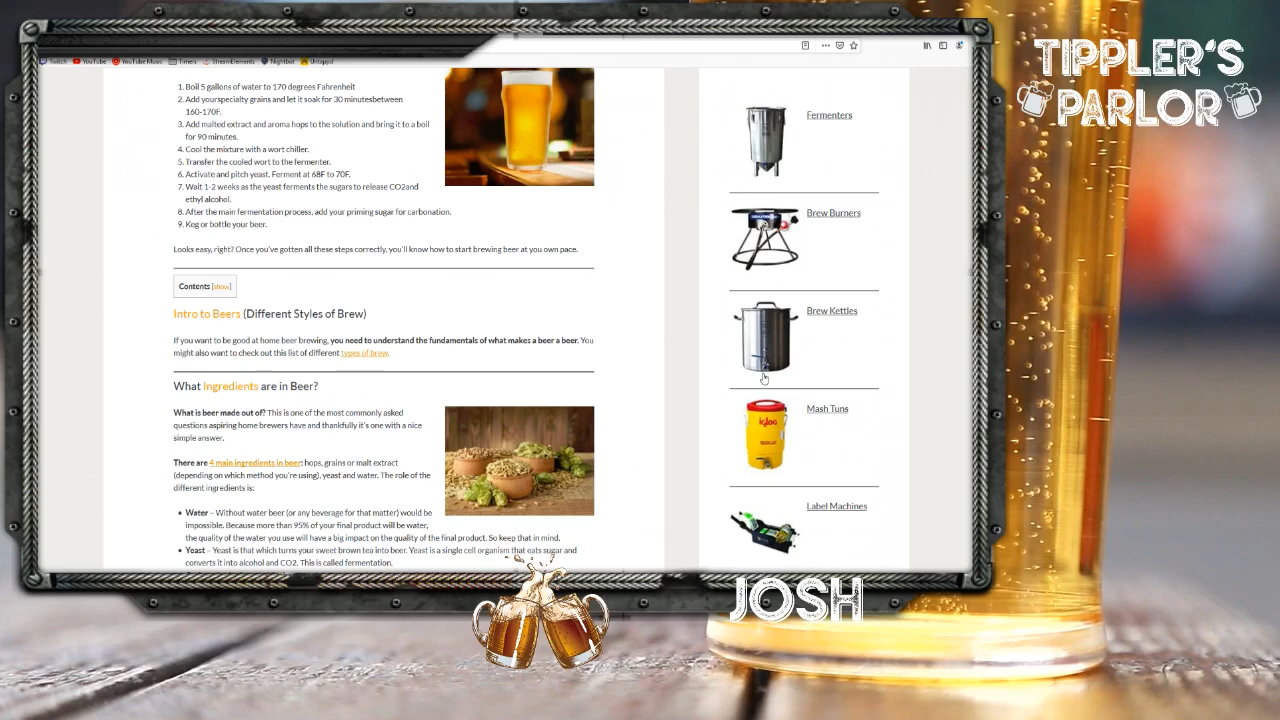 TIPPLER'S
PARLOR
Twitch YouTube YouTube Music Timers StreamElements Nightbot Untappd
1. Boil 5 gallons of water to 170 degrees Fahrenheit
2. Add yourspecialty grains and let it soak for 30 minutesbetween
160-170F.
3. Add malted extract and aroma hops to the solution and bring it to a boil
for 90 minutes.
4. Cool the mixture with a wort chiller.
5. Transfer the cooled wort to the fermenter.
6. Activate and pitch yeast. Ferment at 68F to 70F.
7. Wait 1-2 weeks as the yeast ferments the sugars to release CO2and
ethyl alcohol.
8. After the main fermentation process, add your priming sugar for carbonation.
9. Keg or bottle your beer.
Looks easy, right? Once you've gotten all these steps correctly, you'll know how to start brewing beer at you own pace.
Contents [show]
Intro to Beers (Different Styles of Brew)
If you want to be good at home beer brewing, you need to understand the fundamentals of what makes a beer a beer. You
might also want to check out this list of different types of brew.
What Ingredients are in Beer?
What is beer made out of? This is one of the most commonly asked
questions aspiring home brewers have and thankfully it's one with a nice
simple answer.
There are 4 main ingredients in beer: hops, grains or malt extract
(depending on which method you're using), yeast and water. The role of the
different ingredients is:
• Water – Without water beer (or any beverage for that matter) would be
impossible. Because more than 95% of your final product will be water,
the quality of the water you use will have a big impact on the quality of the final product. So keep that in mind.
• Yeast – Yeast is that which turns your sweet brown tea into beer. Yeast is a single cell organism that eats sugar and
converts it into alcohol and CO2. This is called fermentation.
Fermenters
Brew Burners
Brew Kettles
igloo
Mash Tuns
Label Machines
JOSH